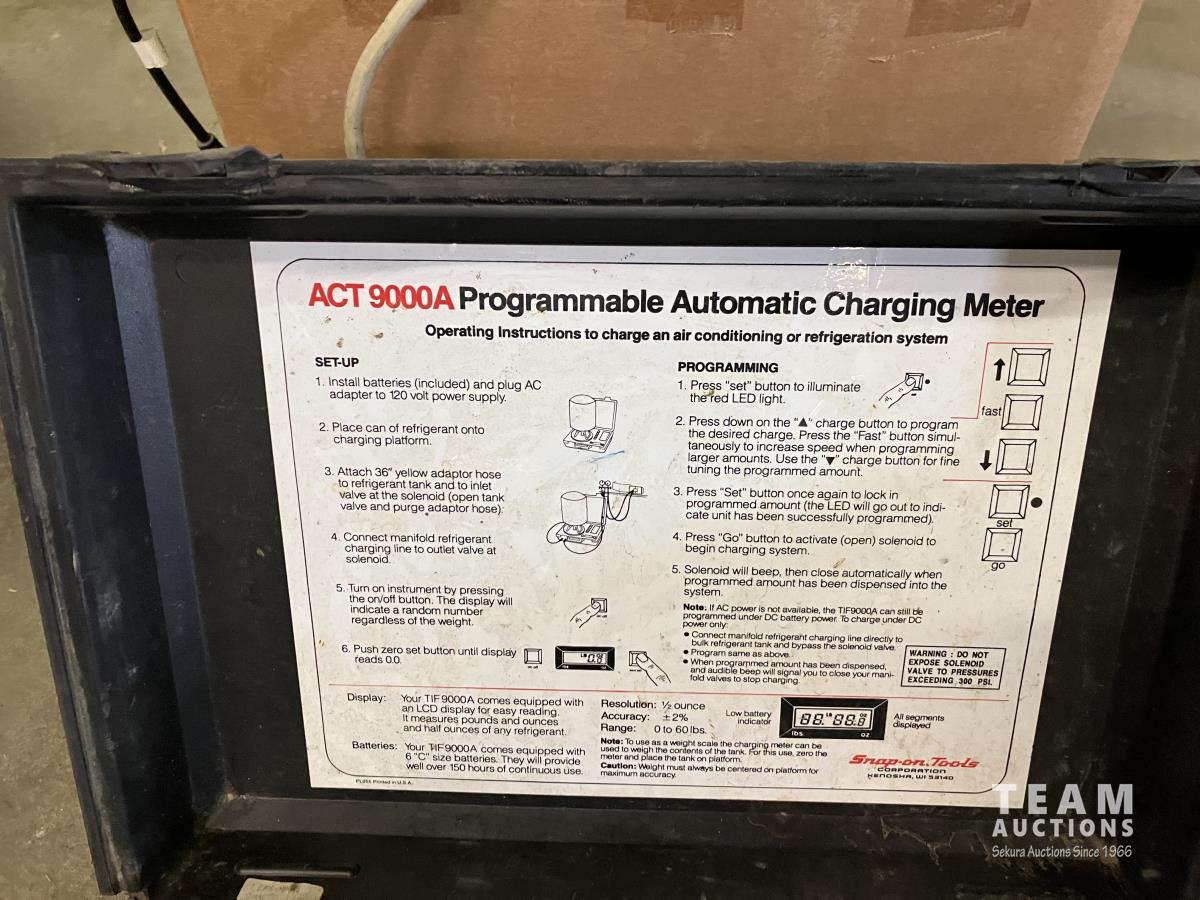 ACT 9000A Programmable Automatic Charging Meter
Operating Instructions to charge an air conditioning or refrigeration system
SET-UP
1. Install batteries (included) and plug AC
adapter to 120 volt power supply.
2. Place can of refrigerant onto
charging platform.
3. Attach 36" yellow adaptor hose
to refrigerant tank and to inlet
valve at the solenoid (open tank
valve and purge adaptor hose).
4. Connect manifold refrigerant
charging line to outlet valve at
solenoid.
5. Turn on instrument by pressing
the on/off button. The display will
indicate a random number
regardless of the weight.
6. Push zero set button until display
reads 0.0.
PROGRAMMING
1. Press "set" button to illuminate
the red LED light.
2. Press down on the "▲" charge button to program
the desired charge. Press the "Fast" button simul-
taneously to increase speed when programming
larger amounts. Use the "▼" charge button for fine
tuning the programmed amount.
3. Press "Set" button once again to lock in
programmed amount (the LED will go out to indi-
cate unit has been successfully programmed).
4. Press "Go" button to activate (open) solenoid to
begin charging system.
5. Solenoid will beep, then close automatically when
programmed amount has been dispensed into the
system.
Note: If AC power is not available, the TIF9000A can still be
programmed under DC battery power. To charge under DC
power only:
• Connect manifold refrigerant charging line directly to
bulk refrigerant tank and bypass the solenoid valve.
• Program same as above.
• When programmed amount has been dispensed,
and audible beep will signal you to close your mani-
fold valves to stop charging.
↑
fast
↓
set
go
WARNING : DO NOT
EXPOSE SOLENOID
VALVE TO PRESSURES
EXCEEDING 300 PSI.
Display: Your TIF9000A comes equipped with
an LCD display for easy reading.
It measures pounds and ounces
and half ounces of any refrigerant.
Batteries: Your TIF9000A comes equipped with
6 "C" size batteries. They will provide
well over 150 hours of continuous use.
Resolution: ½ ounce
Accuracy: ±2%
Range: 0 to 60 lbs.
Note: To use as a weight scale the charging meter can be
used to weigh the contents of the tank. For this use, zero the
meter and place the tank on platform.
Caution: Weight must always be centered on platform for
maximum accuracy.
Low battery
indicator
lbs oz
All segments
displayed
Snap-on Tools
CORPORATION
KENOSHA, WI 53140
Printed in U.S.A.
TEAM
AUCTIONS
Sekura Auctions Since 1966